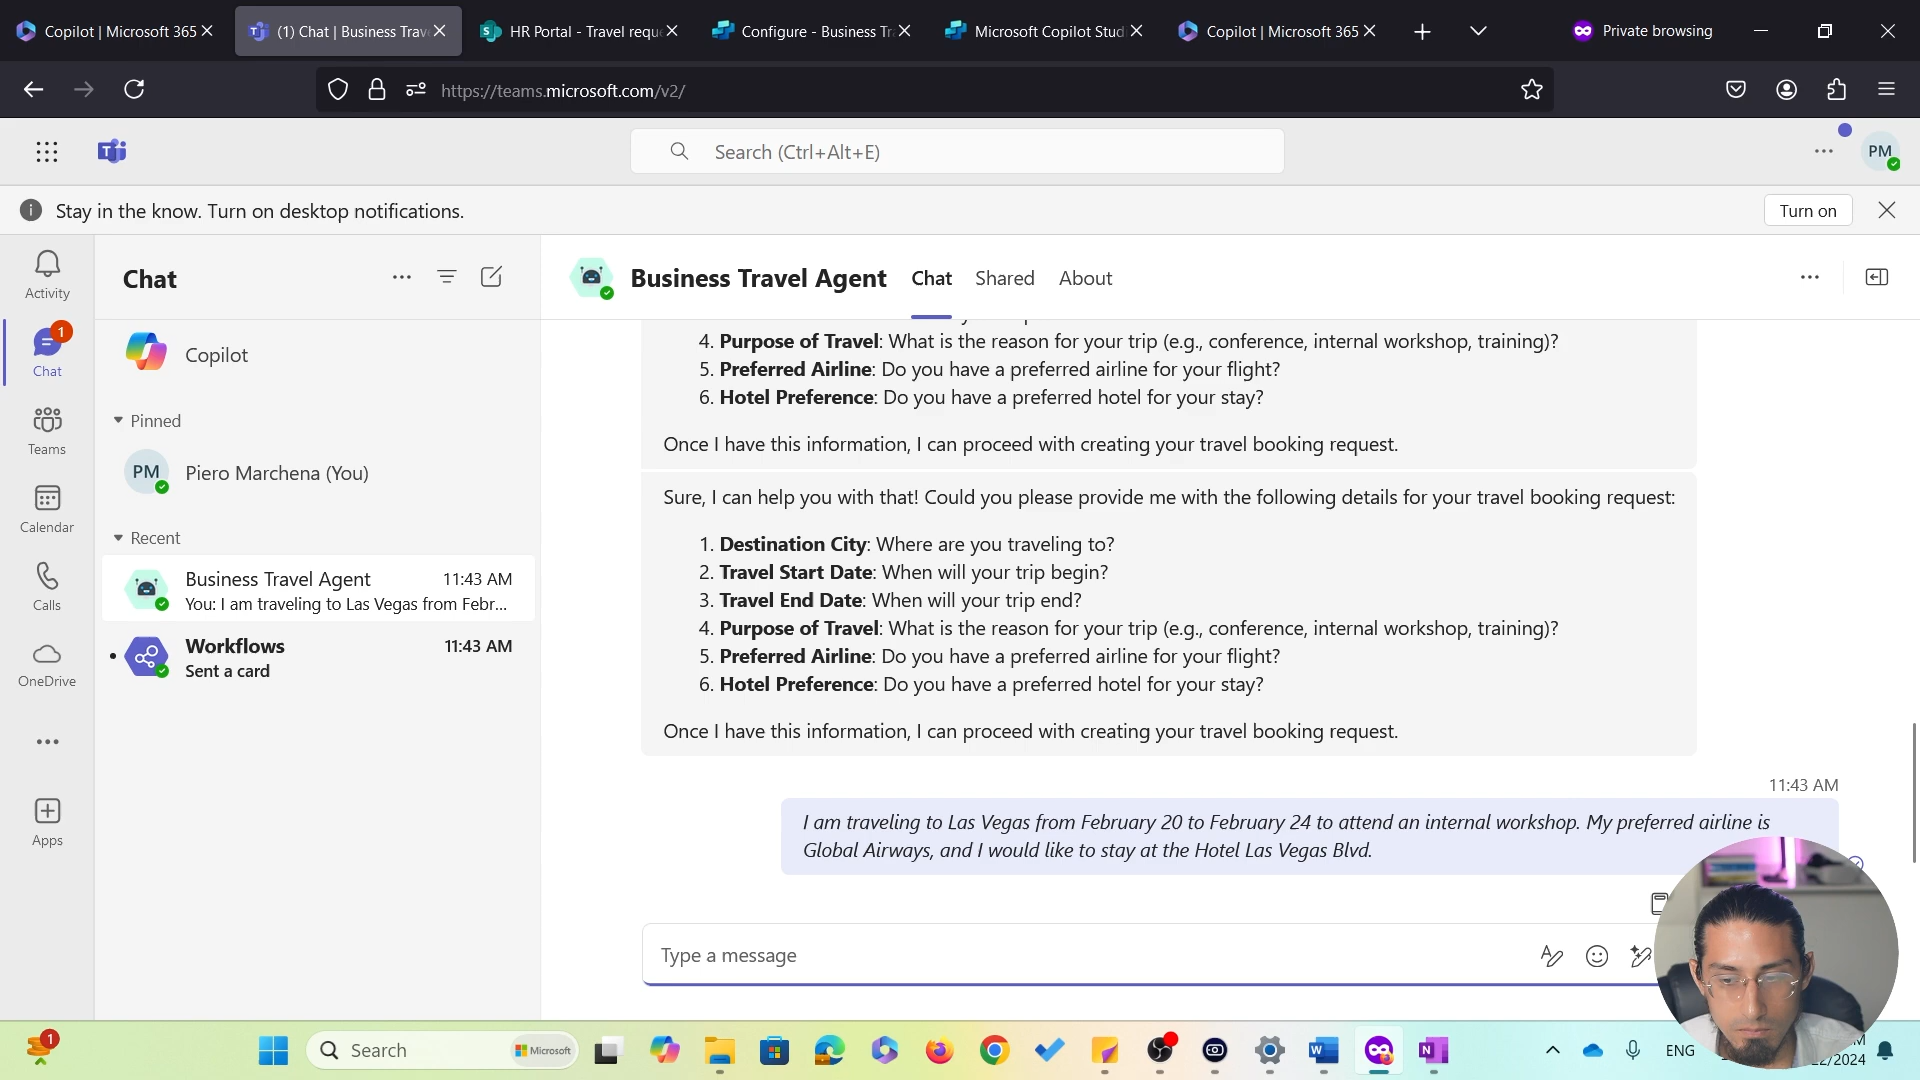 Copilot | Microsoft 365
(1) Chat | Business Trave
HR Portal - Travel reque
Configure - Business Tr
Microsoft Copilot Stud
Copilot | Microsoft 365
Private browsing
https://teams.microsoft.com/v2/
Search (Ctrl+Alt+E)
PM
Stay in the know. Turn on desktop notifications.
Turn on
Activity
1
Chat
Teams
Calendar
Calls
OneDrive
Apps
Chat
Copilot
Pinned
PM
Piero Marchena (You)
Recent
Business Travel Agent 11:43 AM
You: I am traveling to Las Vegas from Febr...
Workflows 11:43 AM
Sent a card
Business Travel Agent
Chat
Shared
About
4. Purpose of Travel: What is the reason for your trip (e.g., conference, internal workshop, training)?
5. Preferred Airline: Do you have a preferred airline for your flight?
6. Hotel Preference: Do you have a preferred hotel for your stay?
Once I have this information, I can proceed with creating your travel booking request.
Sure, I can help you with that! Could you please provide me with the following details for your travel booking request:
1. Destination City: Where are you traveling to?
2. Travel Start Date: When will your trip begin?
3. Travel End Date: When will your trip end?
4. Purpose of Travel: What is the reason for your trip (e.g., conference, internal workshop, training)?
5. Preferred Airline: Do you have a preferred airline for your flight?
6. Hotel Preference: Do you have a preferred hotel for your stay?
Once I have this information, I can proceed with creating your travel booking request.
11:43 AM
I am traveling to Las Vegas from February 20 to February 24 to attend an internal workshop. My preferred airline is
Global Airways, and I would like to stay at the Hotel Las Vegas Blvd.
Type a message
1
Search
Microsoft
ENG